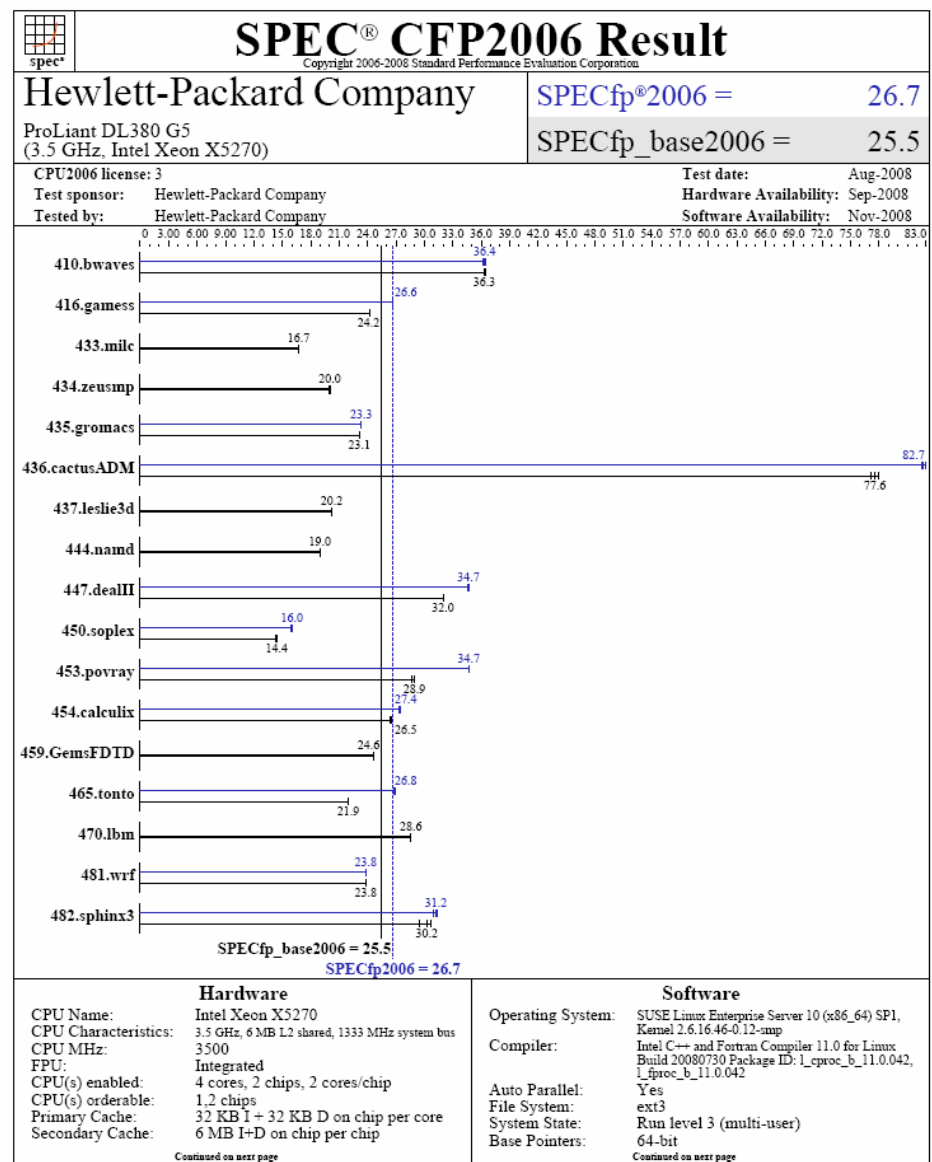 spec®
SPEC® CFP2006 Result
Copyright 2006-2008 Standard Performance Evaluation Corporation
Hewlett-Packard Company
ProLiant DL380 G5
(3.5 GHz, Intel Xeon X5270)
SPECfp®2006 = 26.7
SPECfp_base2006 = 25.5
CPU2006 license: 3
Test sponsor: Hewlett-Packard Company
Tested by: Hewlett-Packard Company
Test date: Aug-2008
Hardware Availability: Sep-2008
Software Availability: Nov-2008
0 3.00 6.00 9.00 12.0 15.0 18.0 21.0 24.0 27.0 30.0 33.0 36.0 39.0 42.0 45.0 48.0 51.0 54.0 57.0 60.0 63.0 66.0 69.0 72.0 75.0 78.0 83.0
410.bwaves 36.4
36.3
416.gamess 26.6
24.2
433.milc 16.7
434.zeusmp 20.0
435.gromacs 23.3
23.1
436.cactusADM 82.7
77.6
437.leslie3d 20.2
444.namd 19.0
447.dealII 34.7
32.0
450.soplex 16.0
14.4
453.povray 34.7
28.9
454.calculix 27.4
26.5
459.GemsFDTD 24.6
465.tonto 26.8
21.9
470.lbm 28.6
481.wrf 23.8
23.8
482.sphinx3 31.2
30.2
SPECfp_base2006 = 25.5
SPECfp2006 = 26.7
Hardware
CPU Name: Intel Xeon X5270
CPU Characteristics: 3.5 GHz, 6 MB L2 shared, 1333 MHz system bus
CPU MHz: 3500
FPU: Integrated
CPU(s) enabled: 4 cores, 2 chips, 2 cores/chip
CPU(s) orderable: 1,2 chips
Primary Cache: 32 KB I + 32 KB D on chip per core
Secondary Cache: 6 MB I+D on chip per chip
Continued on next page
Software
Operating System: SUSE Linux Enterprise Server 10 (x86_64) SP1,
Kernel 2.6.16.46-0.12-smp
Compiler: Intel C++ and Fortran Compiler 11.0 for Linux
Build 20080730 Package ID: l_cproc_b_11.0.042,
l_fproc_b_11.0.042
Auto Parallel: Yes
File System: ext3
System State: Run level 3 (multi-user)
Base Pointers: 64-bit
Continued on next page